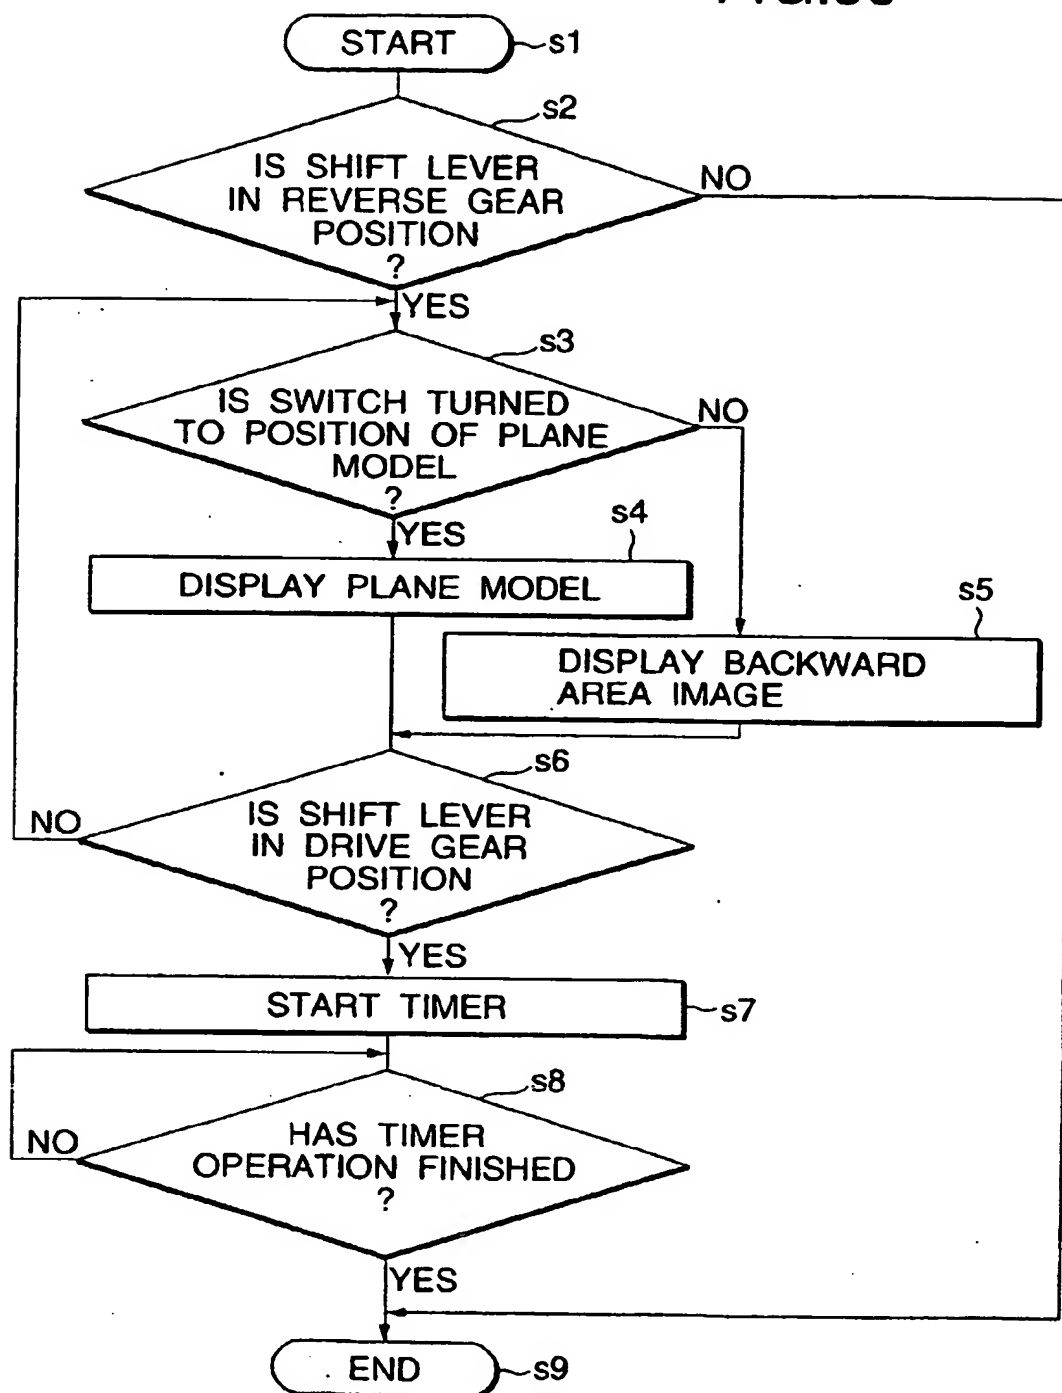 START
s1
s2
IS SHIFT LEVER
IN REVERSE GEAR
POSITION
?
NO
YES
s3
IS SWITCH TURNED
TO POSITION OF PLANE
MODEL
?
NO
YES
s4
DISPLAY PLANE MODEL
s5
DISPLAY BACKWARD
AREA IMAGE
s6
IS SHIFT LEVER
IN DRIVE GEAR
POSITION
?
NO
YES
START TIMER
s7
s8
HAS TIMER
OPERATION FINISHED
?
NO
YES
END
s9